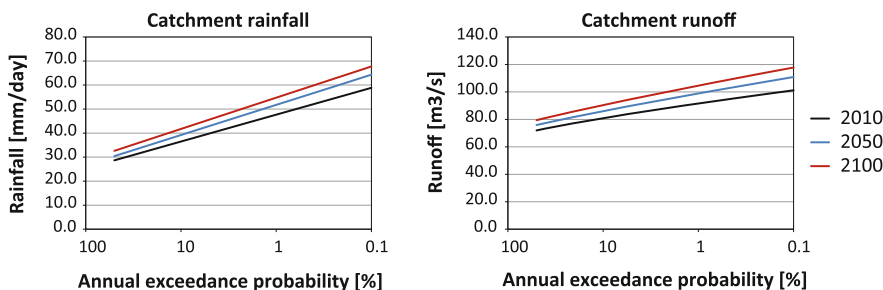 Catchment rainfall
Rainfall [mm/day]
80.0
70.0
60.0
50.0
40.0
30.0
20.0
10.0
0.0
100 10 1 0.1
Annual exceedance probability [%]
Catchment runoff
Runoff [m3/s]
140.0
120.0
100.0
80.0
60.0
40.0
20.0
0.0
100 10 1 0.1
Annual exceedance probability [%]
2010
2050
2100